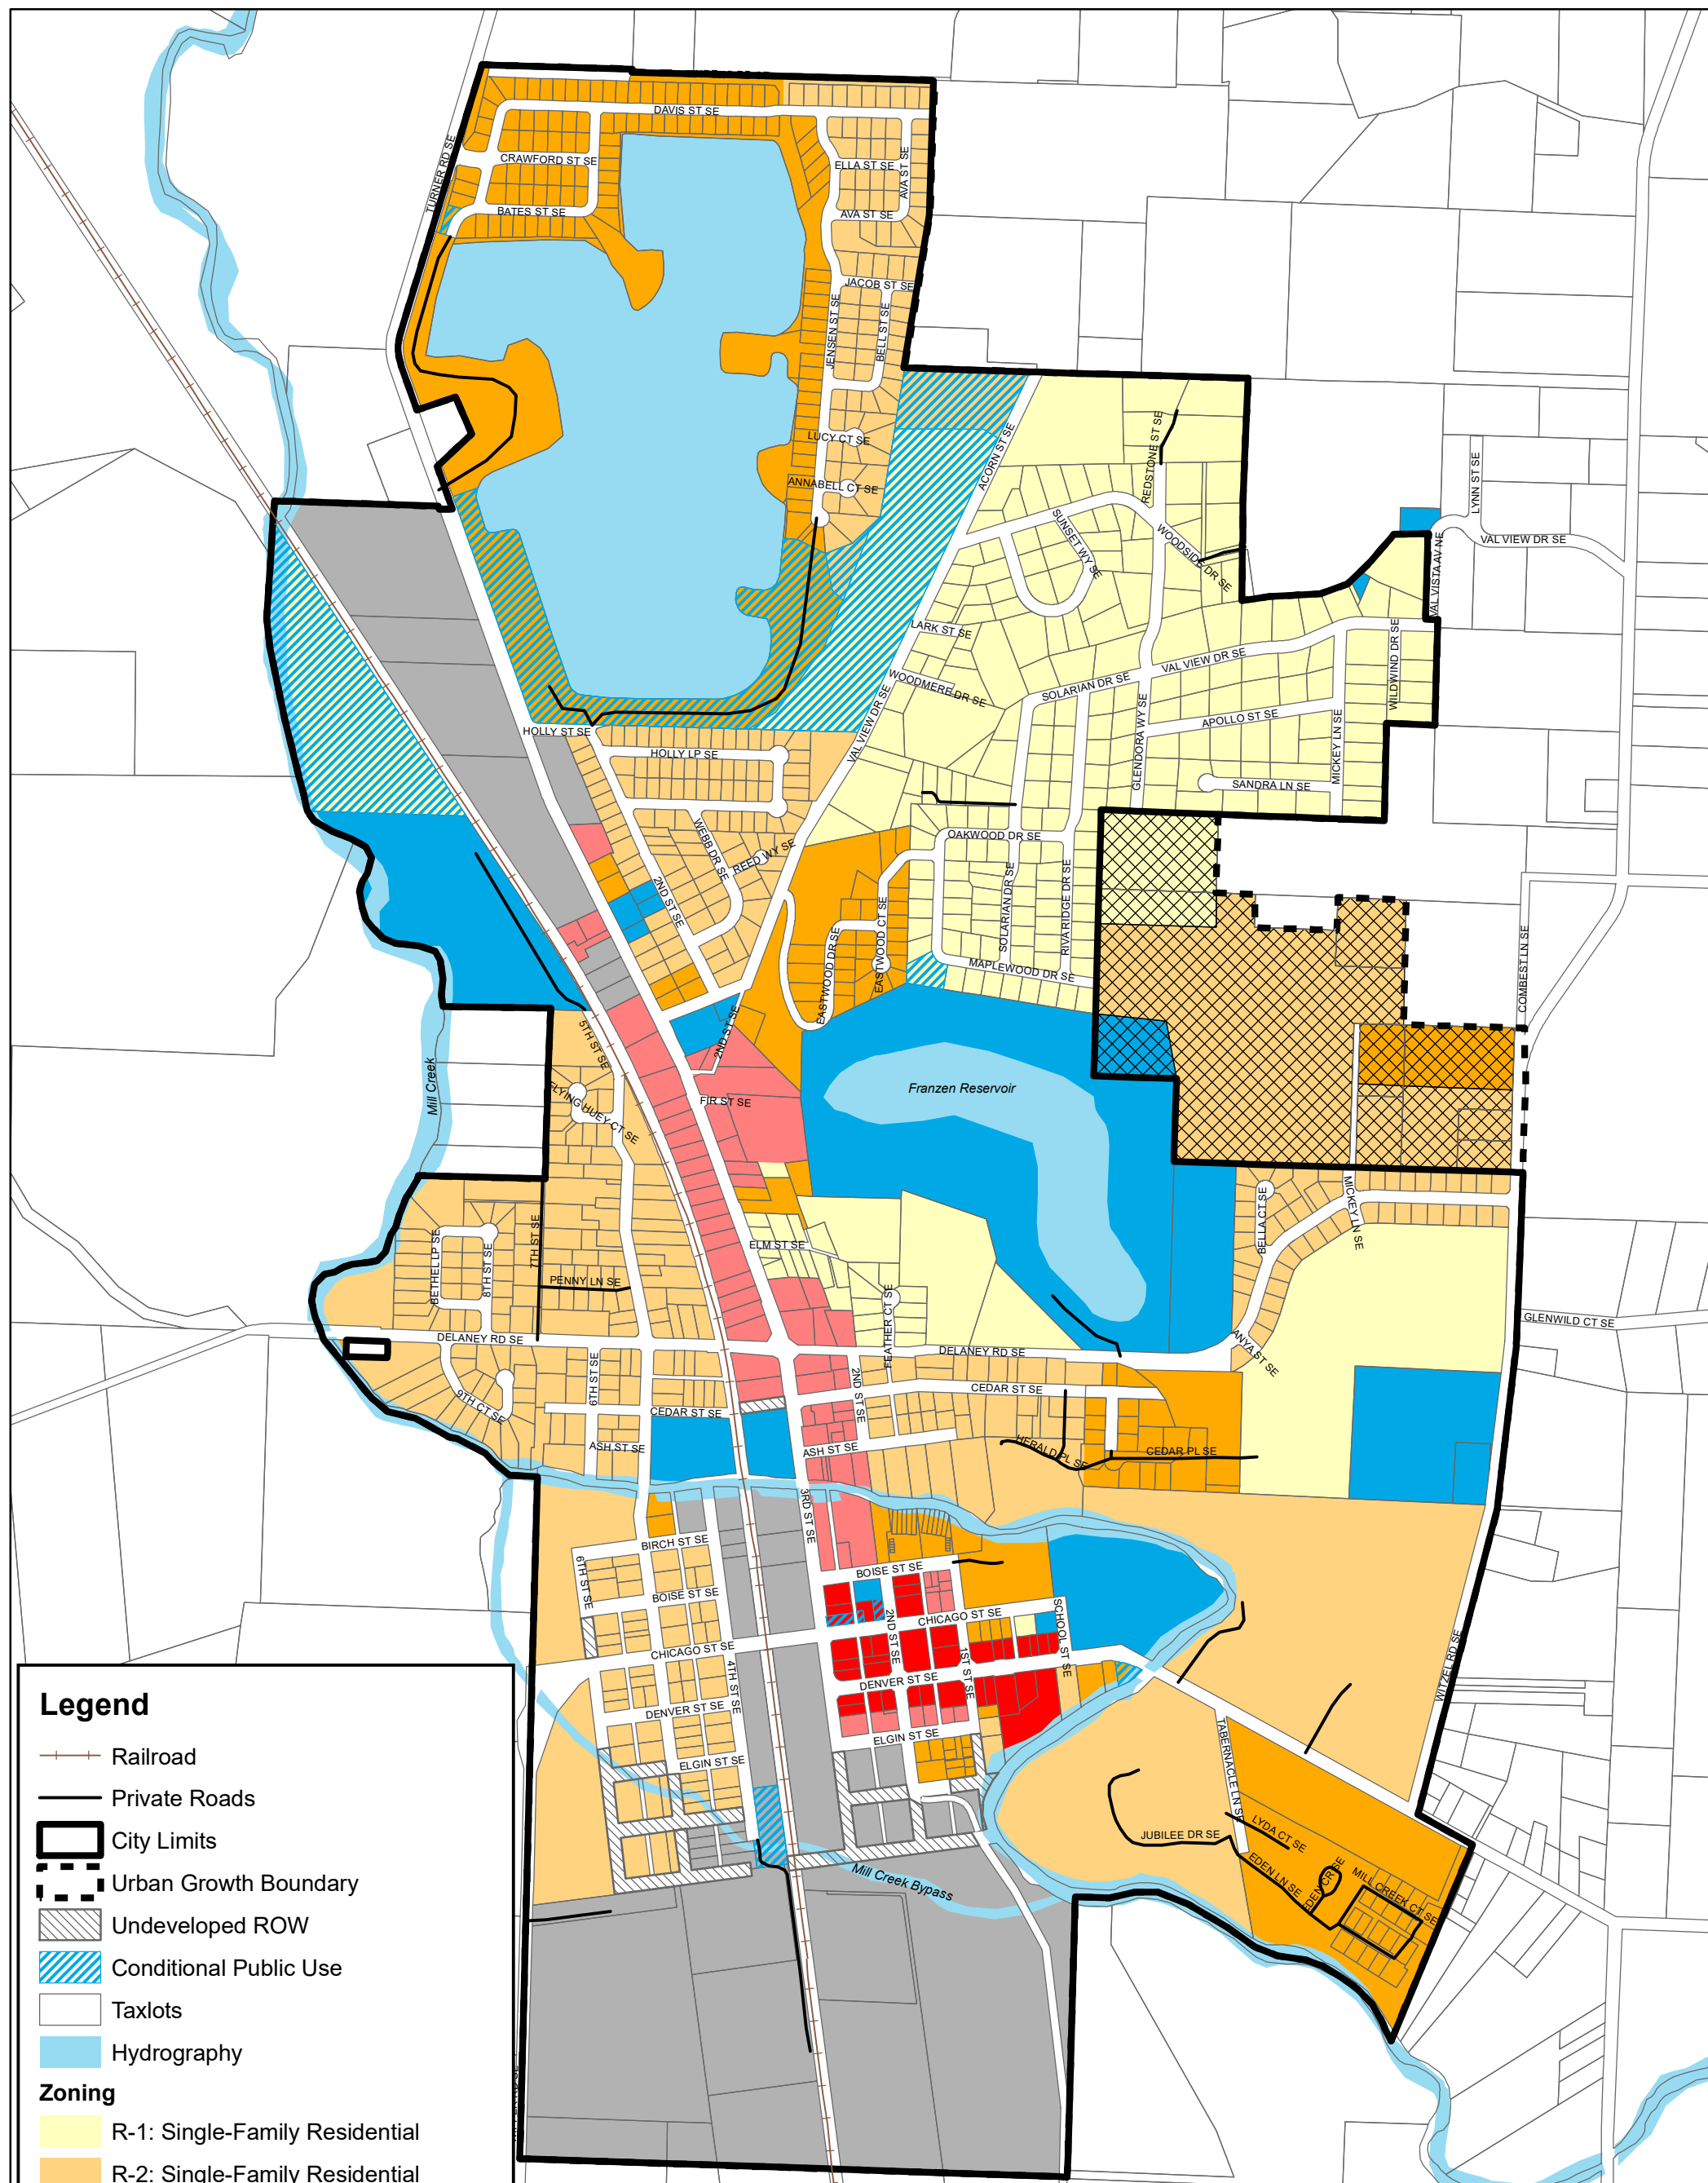 DAVIS ST SE
TURNER RD SE
CRAWFORD ST SE
ELLA ST SE
AVA ST SE
BATES ST SE
AVA ST SE
JACOB ST SE
JENSEN ST SE
BELL ST SE
LUCY CT SE
ANNABELL CT SE
ACORN ST SE
REDSTONE ST SE
SUNSET WY SE
WOODSIDE DR SE
LYNN ST SE
VAL VIEW DR SE
VAL VISTA AV NE
LARK ST SE
WOODMERE DR SE
SOLARIAN DR SE
VAL VIEW DR SE
WILDWIND DR SE
VAL VIEW DR SE
GLENDORA WY SE
APOLLO ST SE
MICKEY LN SE
SANDRA LN SE
HOLLY ST SE
HOLLY LP SE
WEBB DR SE
REED WY SE
2ND ST SE
OAKWOOD DR SE
SOLARIAN DR SE
RIVA RIDGE DR SE
EASTWOOD CT SE
EASTWOOD DR SE
MAPLEWOOD DR SE
COMBEST LN SE
5TH ST SE
2ND ST SE
FLYING HUEY CT SE
FIR ST SE
Franzen Reservoir
Mill Creek
7TH ST SE
BETHEL LP SE
8TH ST SE
PENNY LN SE
ELM ST SE
FEATHER CT SE
BELLA CT SE
MICKEY LN SE
GLENWILD CT SE
DELANEY RD SE
DELANEY RD SE
ANYA ST SE
9TH CT SE
6TH ST SE
CEDAR ST SE
2ND ST SE
CEDAR ST SE
ASH ST SE
ASH ST SE
HERALD PL SE
CEDAR PL SE
3RD ST SE
BIRCH ST SE
6TH ST SE
BOISE ST SE
BOISE ST SE
CHICAGO ST SE
CHICAGO ST SE
2ND ST SE
1ST ST SE
SCHOOL ST SE
4TH ST SE
DENVER ST SE
DENVER ST SE
ELGIN ST SE
ELGIN ST SE
WITZEL RD SE
TABERNACLE LN SE
JUBILEE DR SE
LYDA CT SE
EDEN LN SE
EDEN CR SE
MILL CREEK CT SE
Mill Creek Bypass
Legend
Railroad
Private Roads
City Limits
Urban Growth Boundary
Undeveloped ROW
Conditional Public Use
Taxlots
Hydrography
Zoning
R-1: Single-Family Residential
R-2: Single-Family Residential